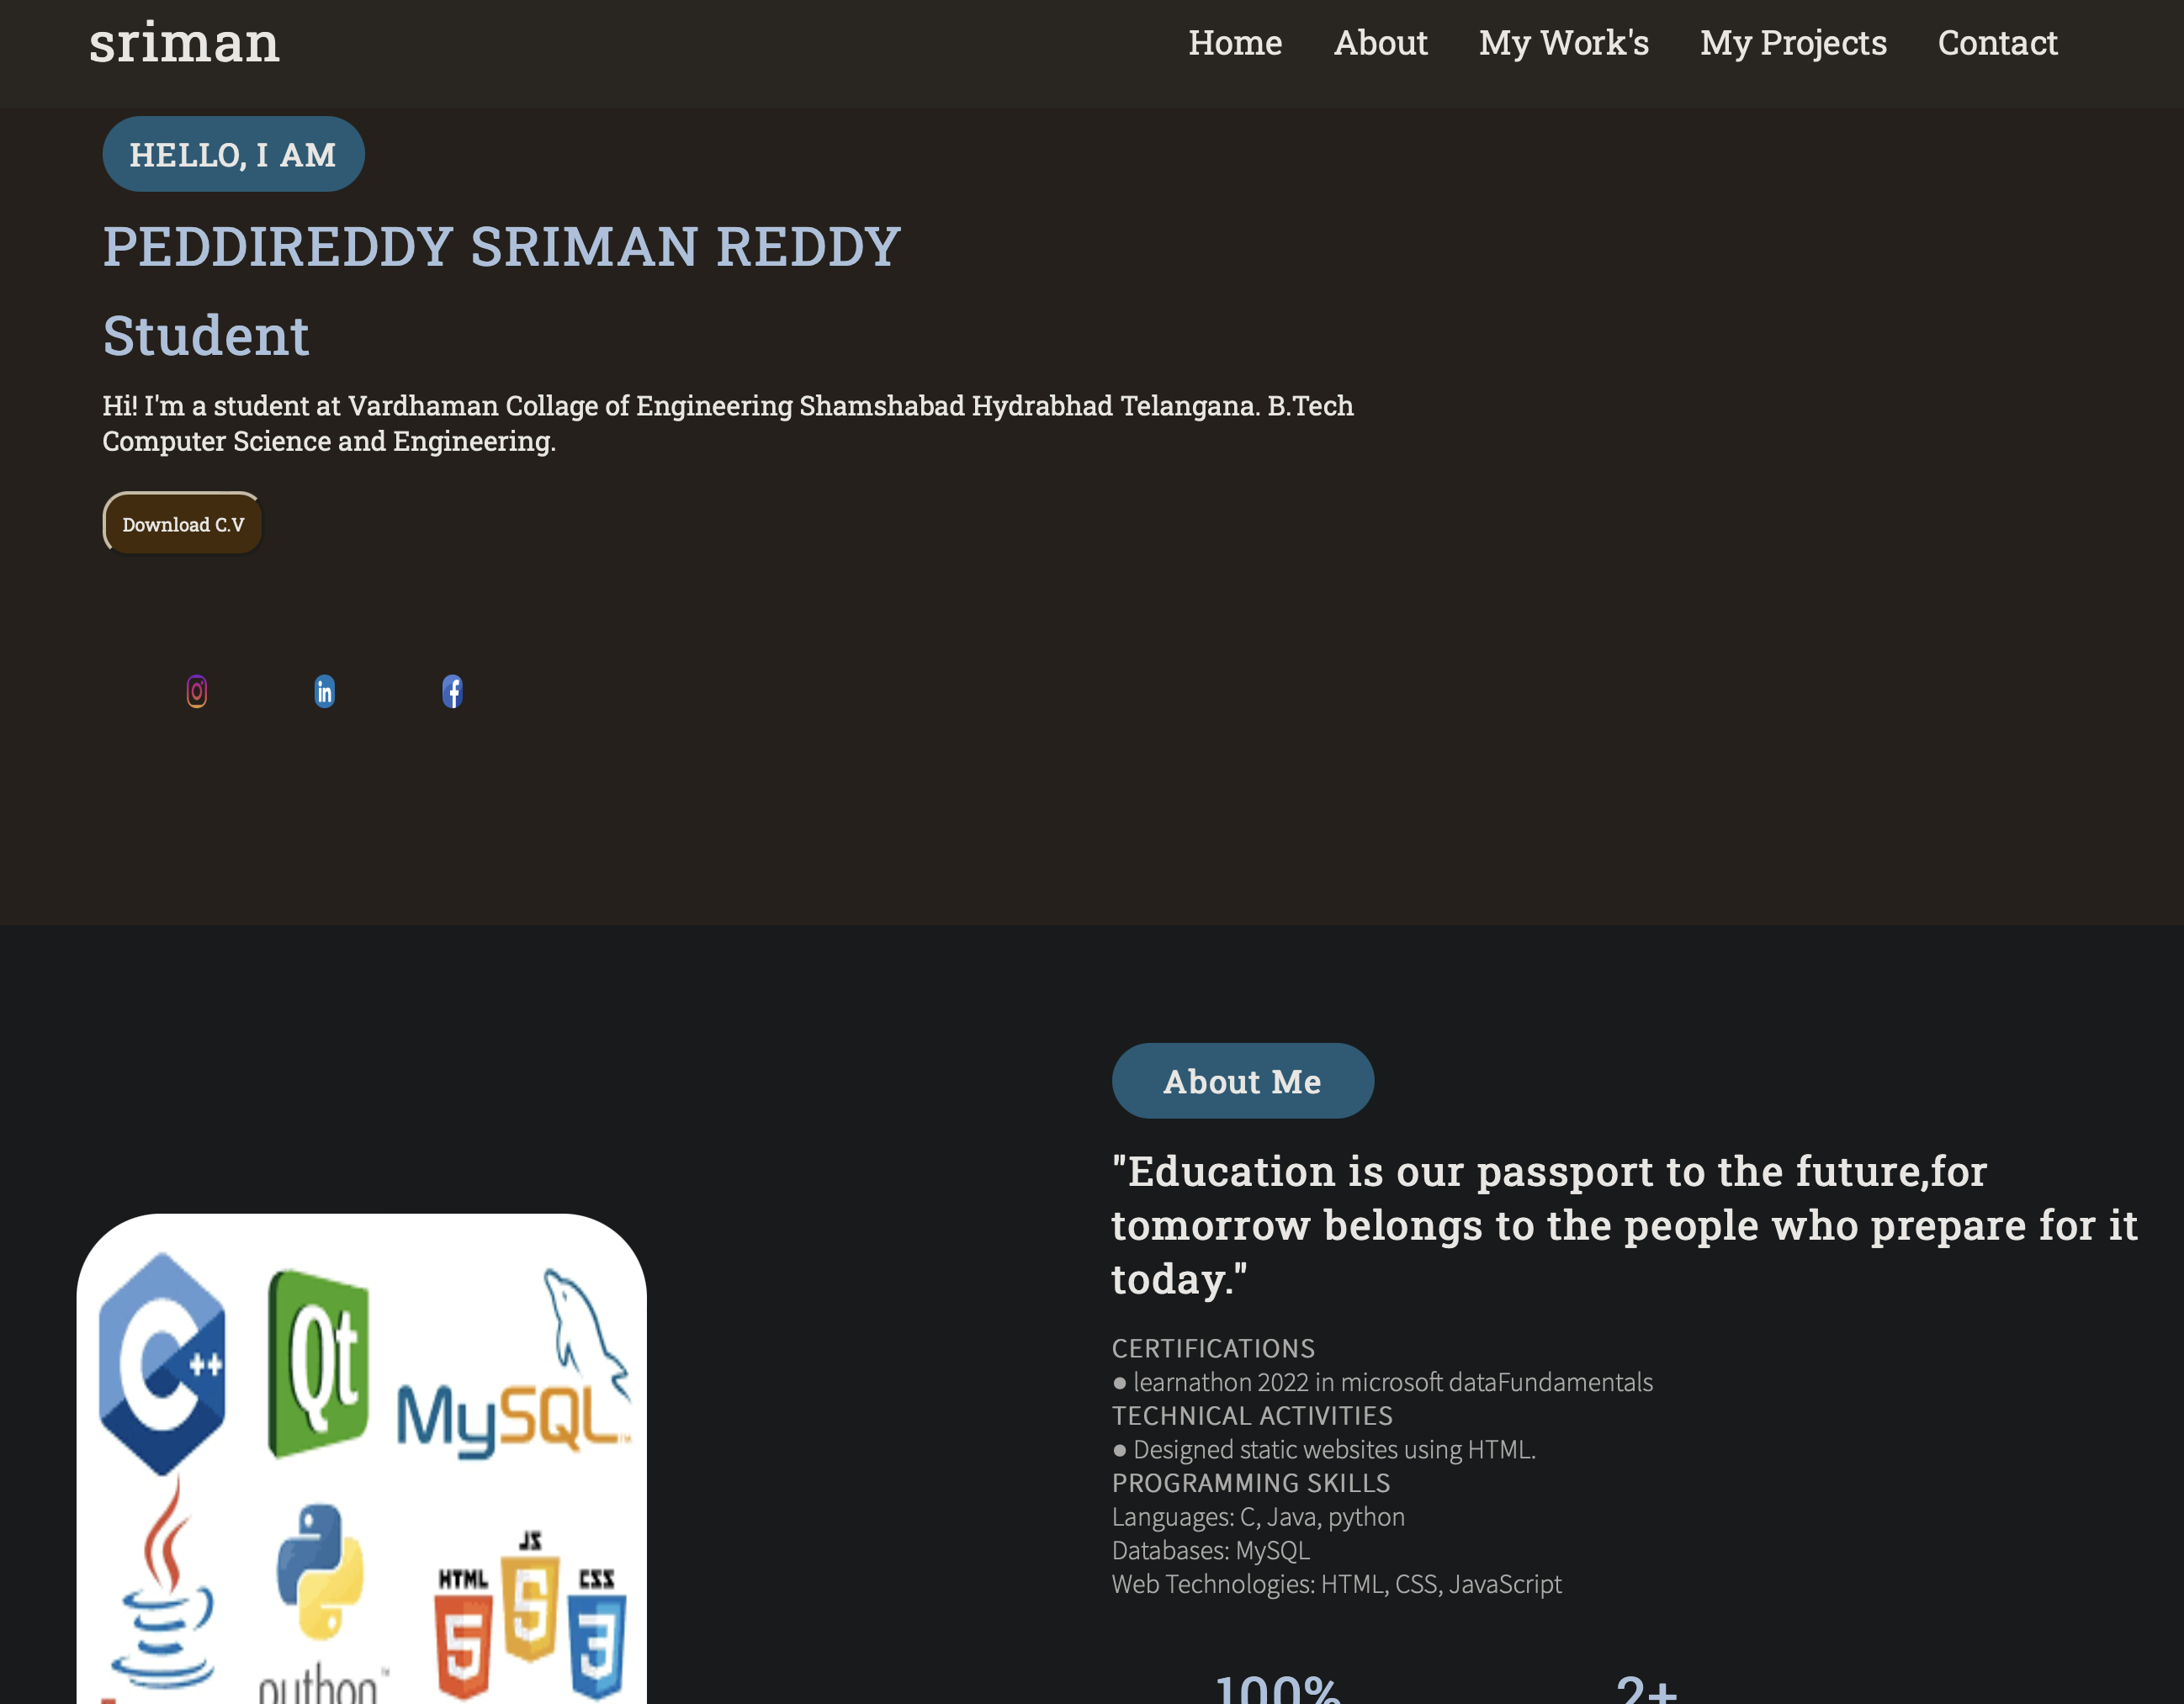 sriman
Home About My Work's My Projects Contact
HELLO, I AM
PEDDIREDDY SRIMAN REDDY
Student
Hi! I'm a student at Vardhaman Collage of Engineering Shamshabad Hydrabhad Telangana. B.Tech
Computer Science and Engineering.
Download C.V
in
f
About Me
"Education is our passport to the future,for
tomorrow belongs to the people who prepare for it
today."
CERTIFICATIONS
● learnathon 2022 in microsoft dataFundamentals
TECHNICAL ACTIVITIES
● Designed static websites using HTML.
PROGRAMMING SKILLS
Languages: C, Java, python
Databases: MySQL
Web Technologies: HTML, CSS, JavaScript
100% 2+
C++
Qt
MySQL™
python™
HTML JS CSS
5 5 3